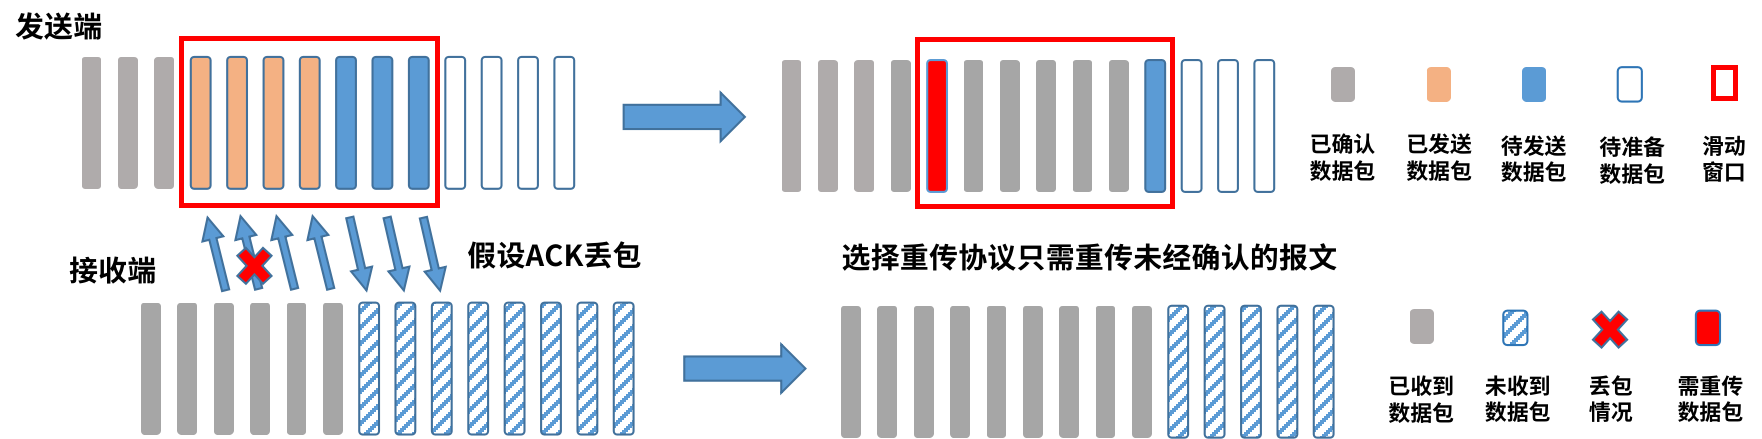 发送端
已确认
数据包
已发送
数据包
待发送
数据包
待准备
数据包
滑动
窗口
接收端
假设ACK丢包
选择重传协议只需重传未经确认的报文
已收到
数据包
未收到
数据包
丢包
情况
需重传
数据包